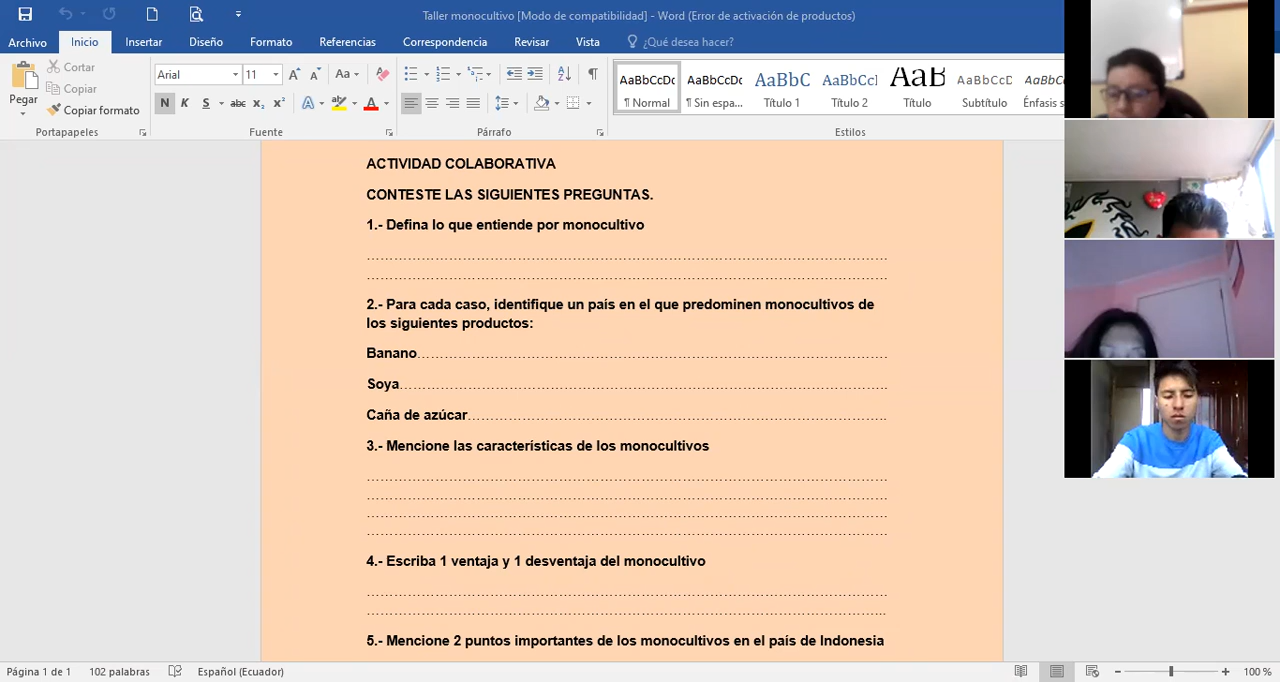 Taller monocultivo [Modo de compatibilidad] - Word (Error de activación de productos)
Archivo Inicio Insertar Diseño Formato Referencias Correspondencia Revisar Vista ¿Qué desea hacer?
Pegar
Cortar
Copiar
Copiar formato
Portapapeles
Arial 11
Aa
N K S abc x₂ x²
Fuente
Párrafo
AaBbCcDc ¶ Normal
AaBbCcDc ¶ Sin espa...
AaBbC Título 1
AaBbCcI Título 2
AaB Título
AaBbCcD Subtítulo
AaBbCc Énfasis s
Estilos
ACTIVIDAD COLABORATIVA
CONTESTE LAS SIGUIENTES PREGUNTAS.
1.- Defina lo que entiende por monocultivo
2.- Para cada caso, identifique un país en el que predominen monocultivos de
los siguientes productos:
Banano
Soya
Caña de azúcar
3.- Mencione las características de los monocultivos
4.- Escriba 1 ventaja y 1 desventaja del monocultivo
5.- Mencione 2 puntos importantes de los monocultivos en el país de Indonesia
Página 1 de 1 102 palabras Español (Ecuador) 100 %